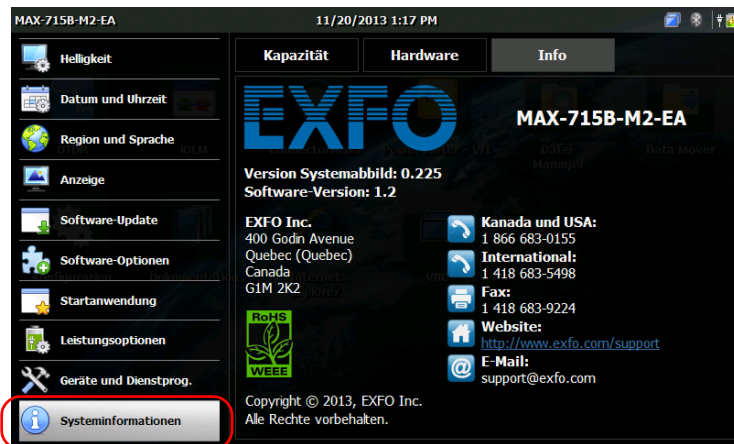 MAX-715B-M2-EA
11/20/2013 1:17 PM
Helligkeit
Datum und Uhrzeit
Region und Sprache
Anzeige
Software-Update
Software-Optionen
Startanwendung
Leistungsoptionen
Geräte und Dienstprog.
Systeminformationen
Kapazität
Hardware
Info
EXFO
MAX-715B-M2-EA
Version Systemabbild: 0.225
Software-Version: 1.2
EXFO Inc.
400 Godin Avenue
Quebec (Quebec)
Canada
G1M 2K2
RoHS
WEEE
Kanada und USA:
1 866 683-0155
International:
1 418 683-5498
Fax:
1 418 683-9224
Website:
http://www.exfo.com/support
E-Mail:
support@exfo.com
Copyright © 2013, EXFO Inc.
Alle Rechte vorbehalten.
Data Mover